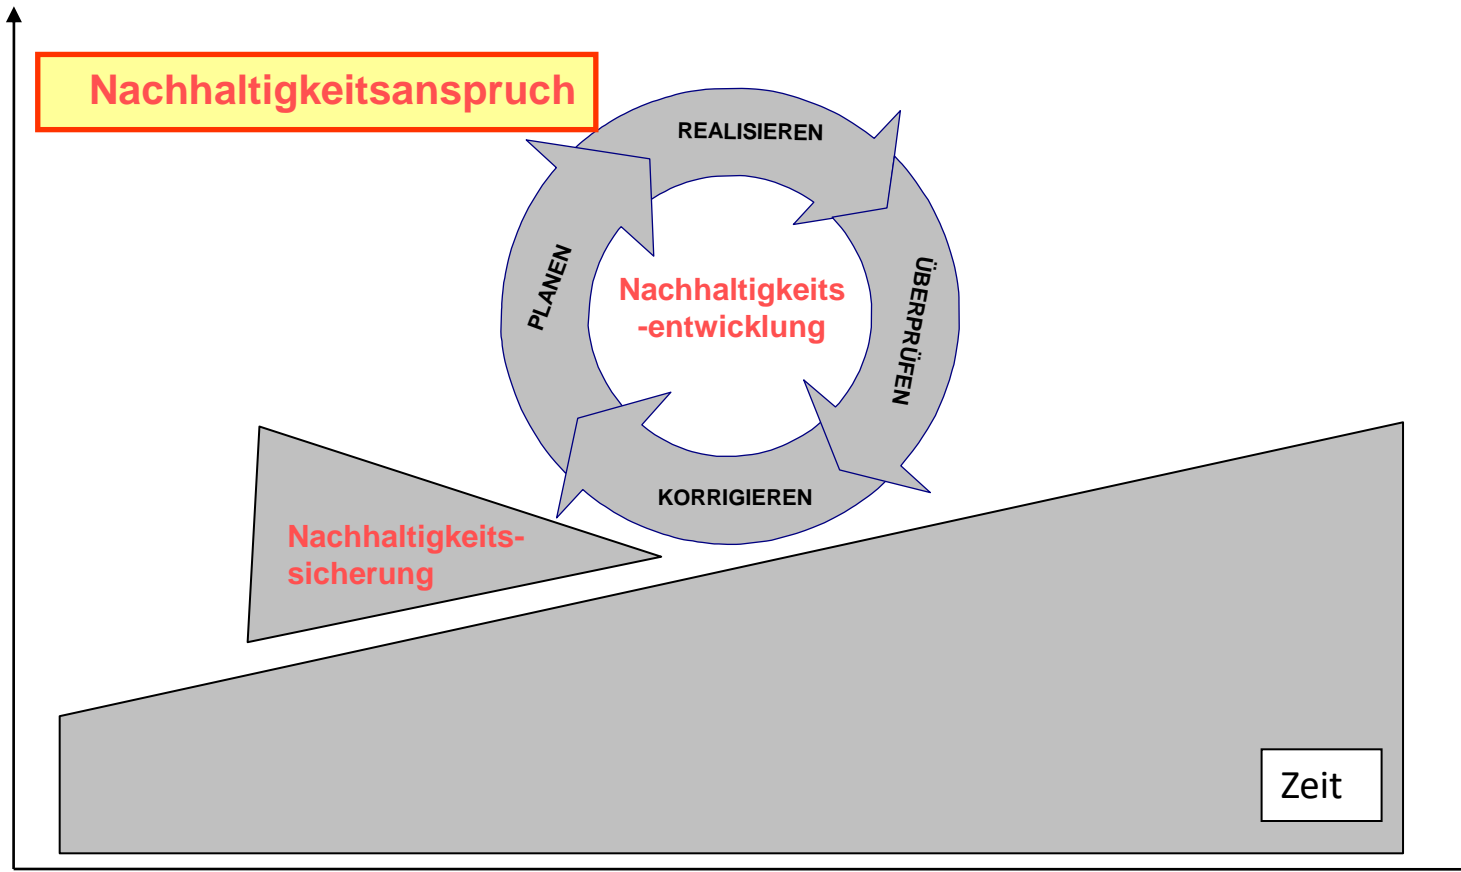 Nachhaltigkeitsanspruch
REALISIEREN
PLANEN
ÜBERPRÜFEN
Nachhaltigkeits
-entwicklung
KORRIGIEREN
Nachhaltigkeits-
sicherung
Zeit